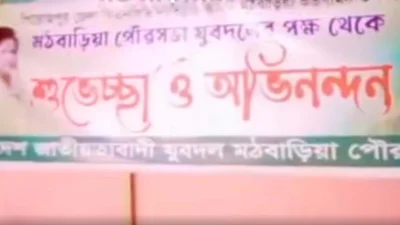 মঠবাড়িয়া পৌরসভা যুবদলের পক্ষ থেকে
শুভেচ্ছা ও অভিনন্দন
জাতীয়তাবাদী যুবদল মঠবাড়িয়া পৌর